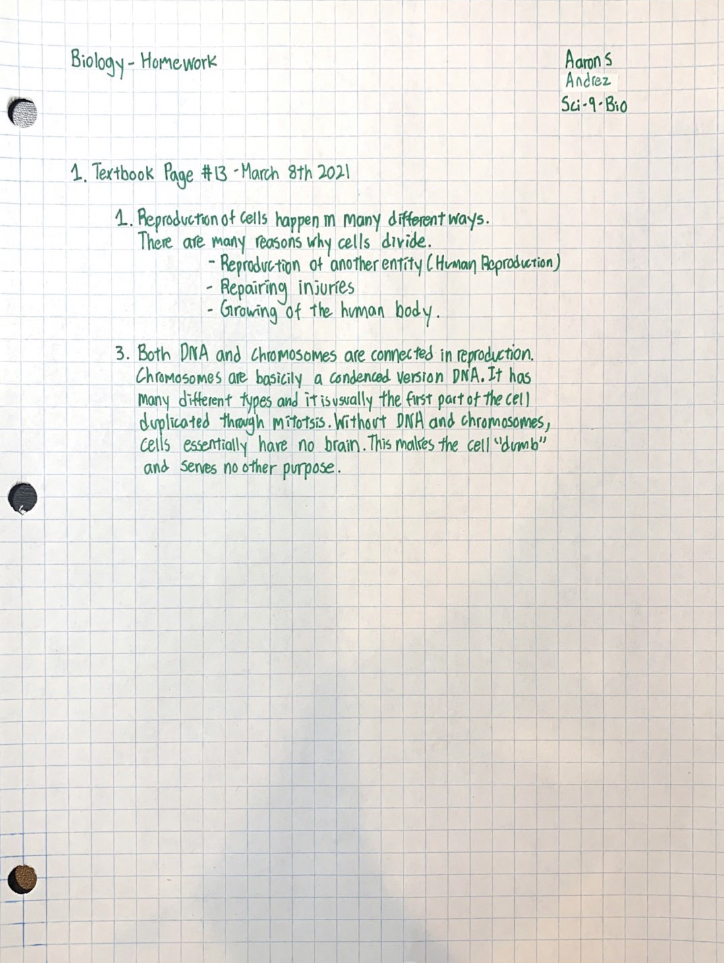 Biology - Homework
Aaron S
Andrez
Sci-9-Bio
1. Textbook Page #13 - March 8th 2021
1. Reproduction of cells happen in many different ways.
There are many reasons why cells divide.
- Reproduction of another entity (Human Reproduction)
- Repairing injuries
- Growing of the human body.
3. Both DNA and Chromosomes are connected in reproduction.
Chromosomes are basicily a condenced version DNA. It has
many different types and it is usually the first part of the cell
duplicated through mitotsis. Without DNA and chromosomes,
cells essentially have no brain. This makes the cell "dumb"
and serves no other purpose.